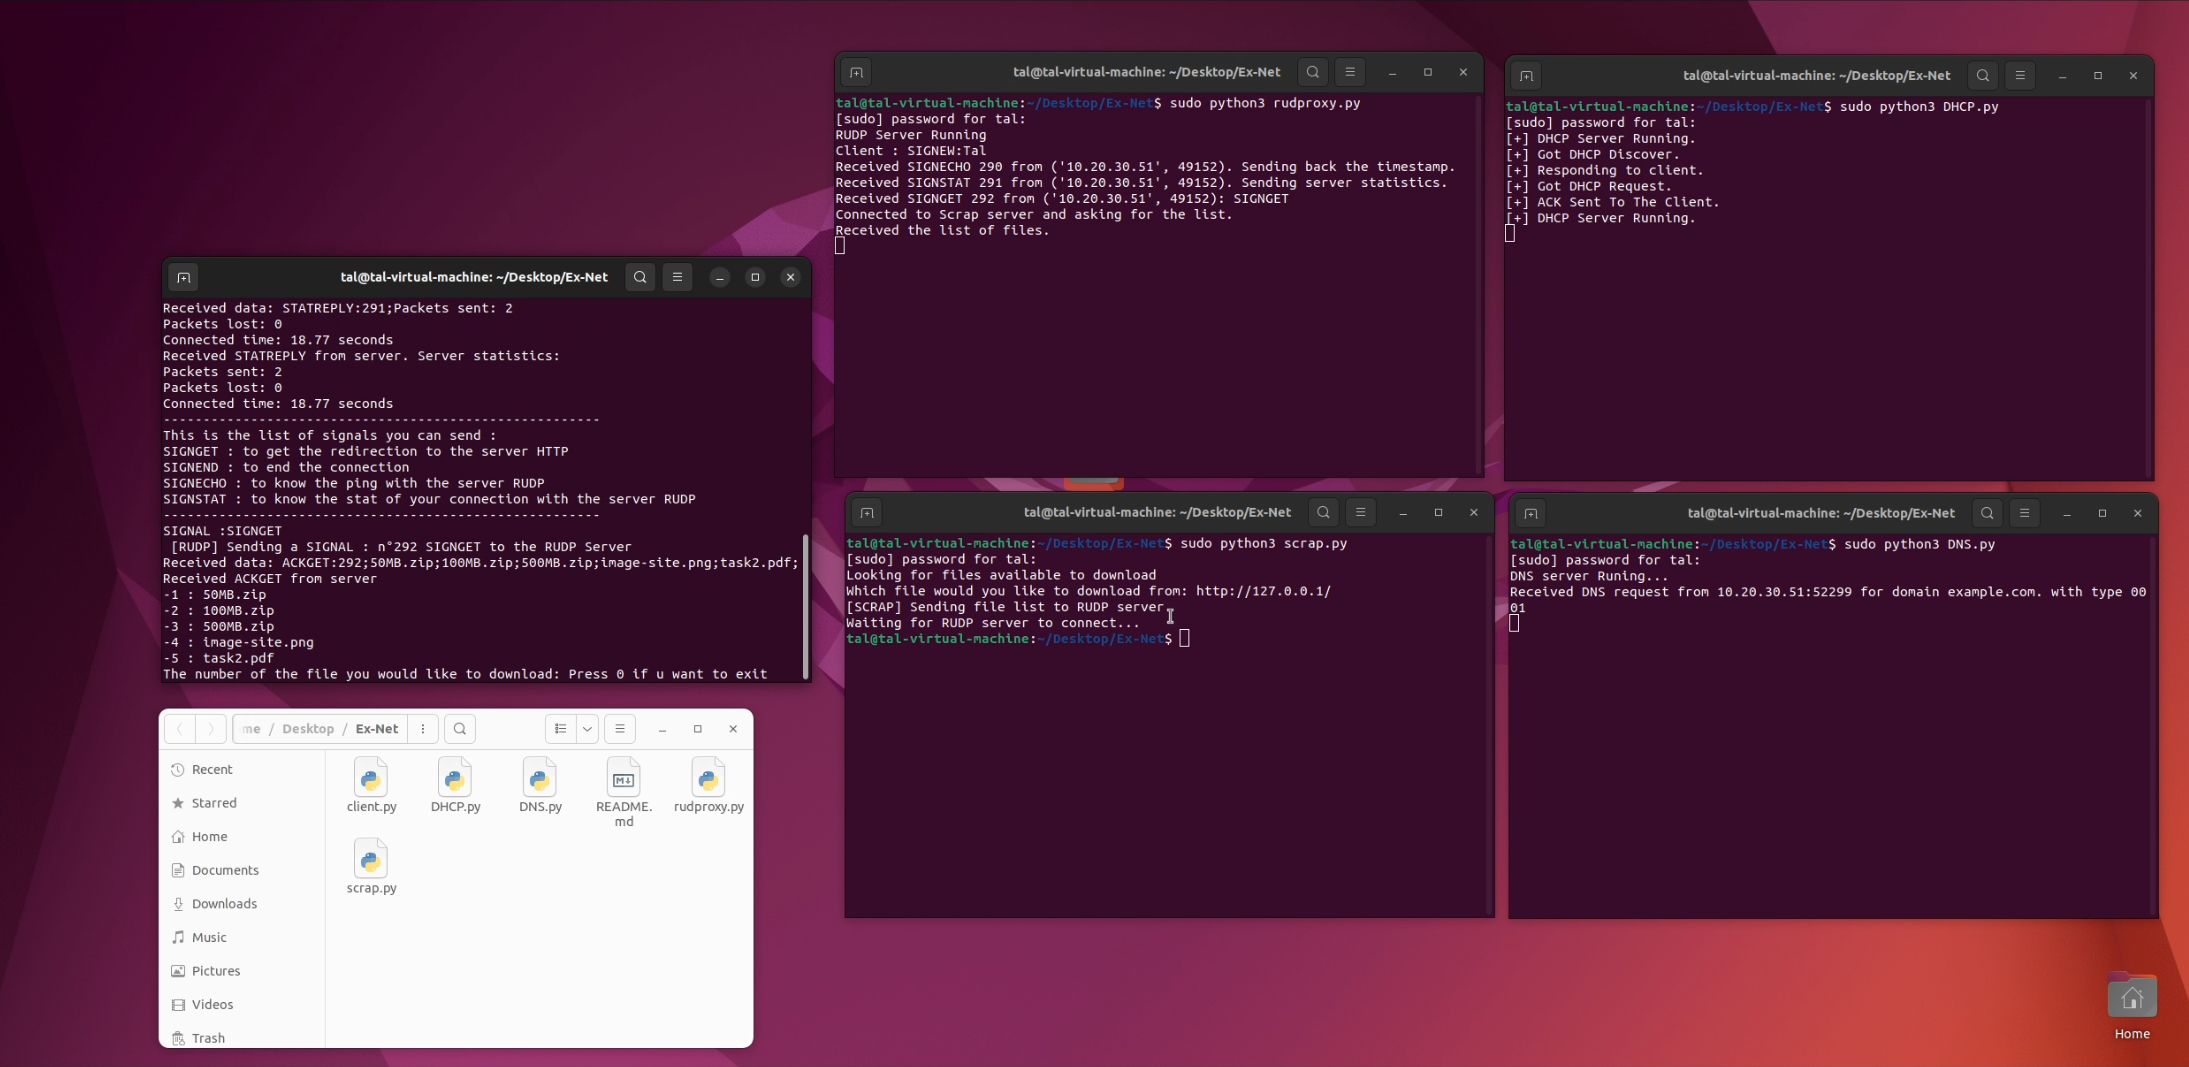 tal@tal-virtual-machine: ~/Desktop/Ex-Net
tal@tal-virtual-machine:~/Desktop/Ex-Net$ sudo python3 rudproxy.py
[sudo] password for tal:
RUDP Server Running
Client : SIGNEW:Tal
Received SIGNECHO 290 from ('10.20.30.51', 49152). Sending back the timestamp.
Received SIGNSTAT 291 from ('10.20.30.51', 49152). Sending server statistics.
Received SIGNGET 292 from ('10.20.30.51', 49152): SIGNGET
Connected to Scrap server and asking for the list.
Received the list of files.
tal@tal-virtual-machine: ~/Desktop/Ex-Net
tal@tal-virtual-machine:~/Desktop/Ex-Net$ sudo python3 DHCP.py
[sudo] password for tal:
[+] DHCP Server Running.
[+] Got DHCP Discover.
[+] Responding to client.
[+] Got DHCP Request.
[+] ACK Sent To The Client.
[+] DHCP Server Running.
tal@tal-virtual-machine: ~/Desktop/Ex-Net
Received data: STATREPLY:291;Packets sent: 2
Packets lost: 0
Connected time: 18.77 seconds
Received STATREPLY from server. Server statistics:
Packets sent: 2
Packets lost: 0
Connected time: 18.77 seconds
-------------------------------------------------------
This is the list of signals you can send :
SIGNGET : to get the redirection to the server HTTP
SIGNEND : to end the connection
SIGNECHO : to know the ping with the server RUDP
SIGNSTAT : to know the stat of your connection with the server RUDP
-------------------------------------------------------
SIGNAL :SIGNGET
[RUDP] Sending a SIGNAL : n°292 SIGNGET to the RUDP Server
Received data: ACKGET:292;50MB.zip;100MB.zip;500MB.zip;image-site.png;task2.pdf;
Received ACKGET from server
-1 : 50MB.zip
-2 : 100MB.zip
-3 : 500MB.zip
-4 : image-site.png
-5 : task2.pdf
The number of the file you would like to download: Press 0 if u want to exit
tal@tal-virtual-machine: ~/Desktop/Ex-Net
tal@tal-virtual-machine:~/Desktop/Ex-Net$ sudo python3 scrap.py
[sudo] password for tal:
Looking for files available to download
Which file would you like to download from: http://127.0.0.1/
[SCRAP] Sending file list to RUDP server
Waiting for RUDP server to connect...
tal@tal-virtual-machine:~/Desktop/Ex-Net$
tal@tal-virtual-machine: ~/Desktop/Ex-Net
tal@tal-virtual-machine:~/Desktop/Ex-Net$ sudo python3 DNS.py
[sudo] password for tal:
DNS server Runing...
Received DNS request from 10.20.30.51:52299 for domain example.com. with type 00
01
me / Desktop / Ex-Net
Recent
Starred
Home
Documents
Downloads
Music
Pictures
Videos
Trash
client.py
DHCP.py
DNS.py
README.
md
rudproxy.py
scrap.py
Home